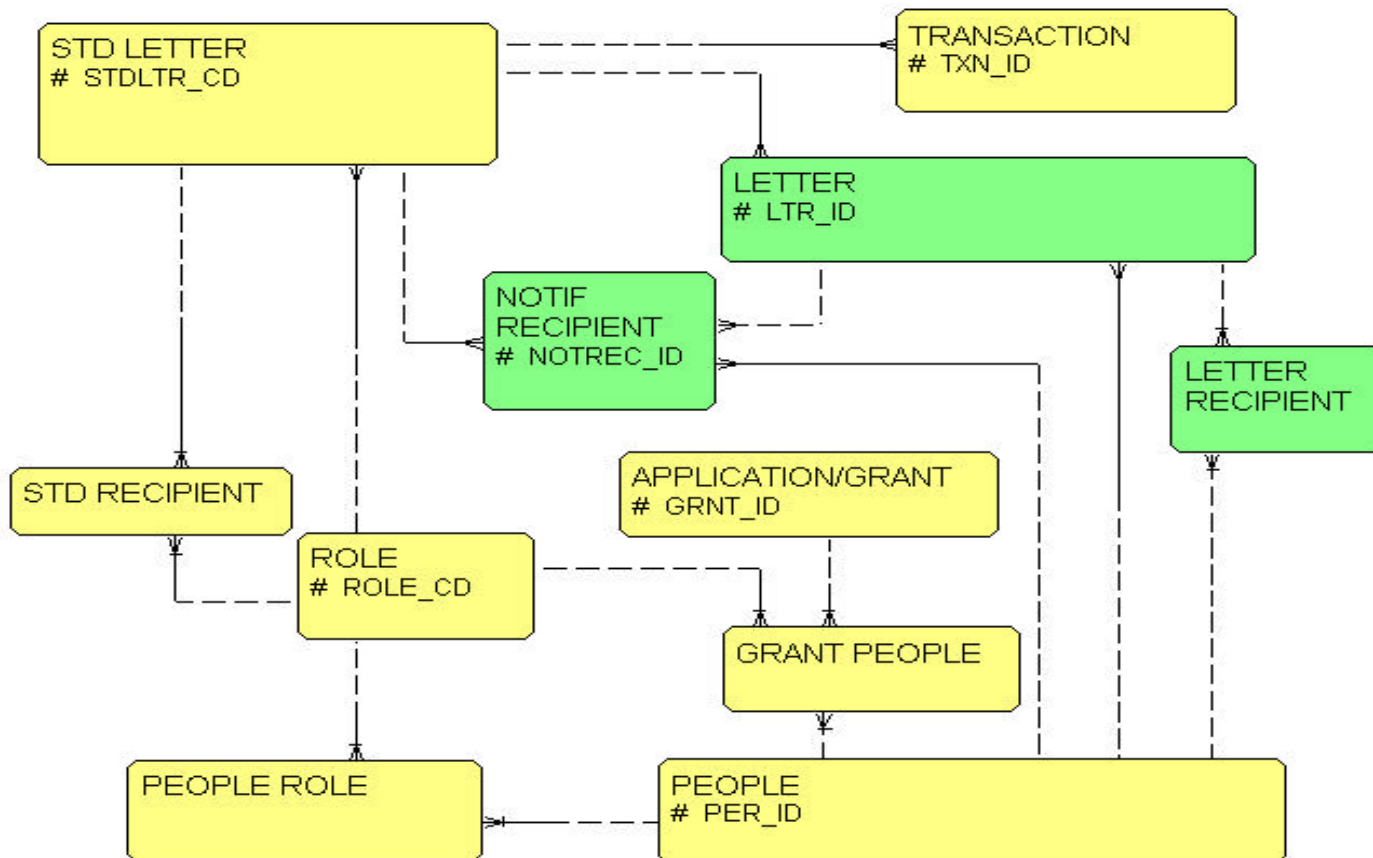 STD LETTER
# STDLTR_CD
TRANSACTION
# TXN_ID
LETTER
# LTR_ID
NOTIF
RECIPIENT
# NOTREC_ID
LETTER
RECIPIENT
STD RECIPIENT
APPLICATION/GRANT
# GRNT_ID
ROLE
# ROLE_CD
GRANT PEOPLE
PEOPLE ROLE
PEOPLE
# PER_ID